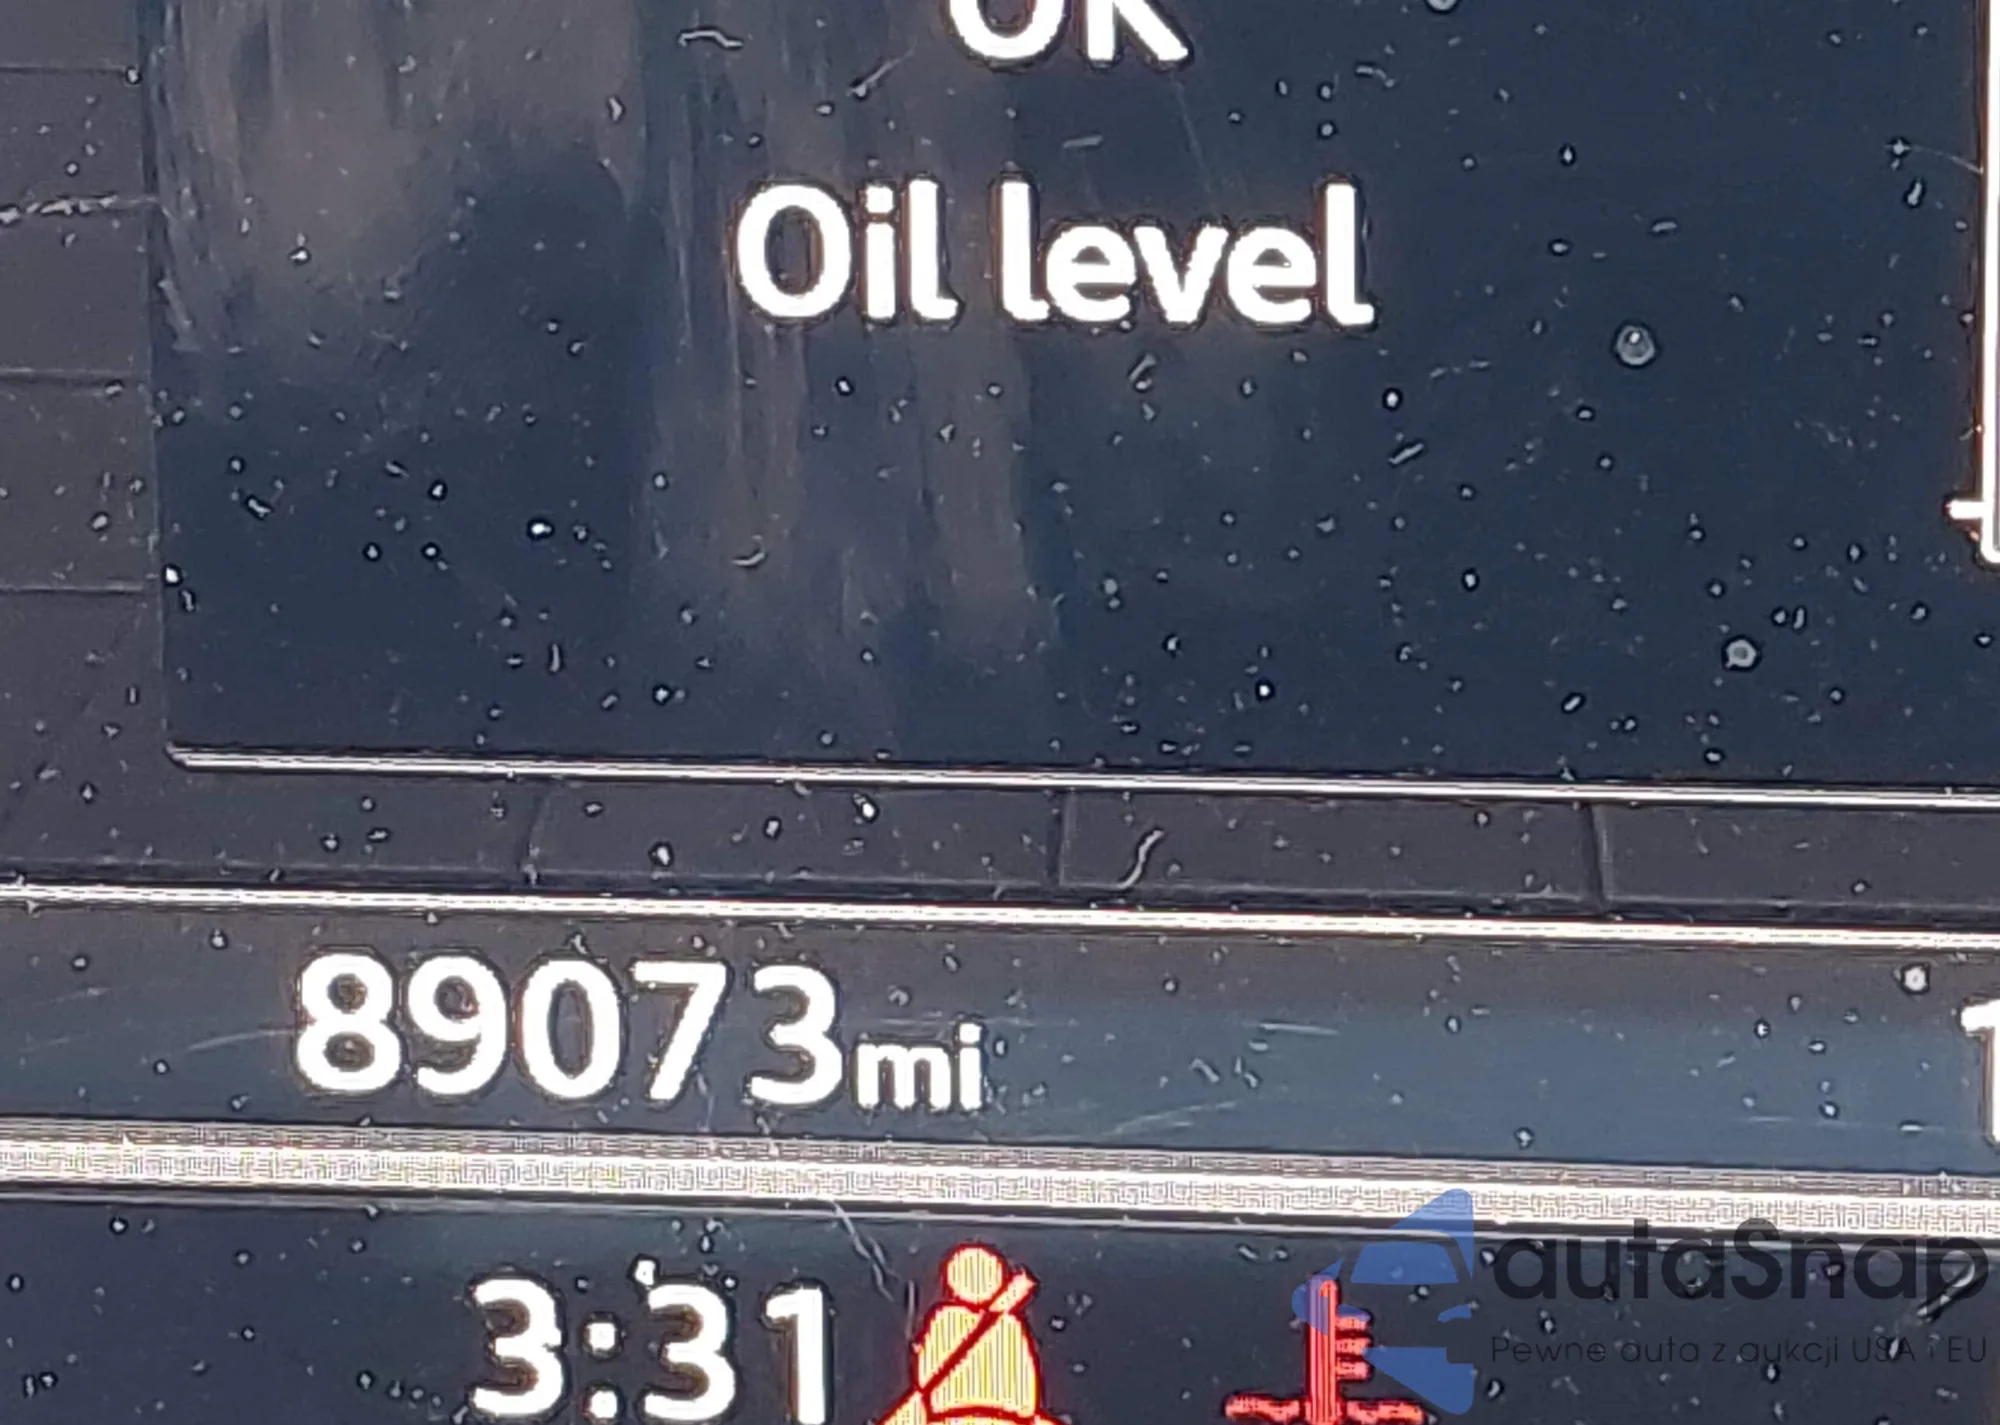 OK
Oil level
89073mi
3:31
autaSnap
Pewne auta z aukcji USA i EU